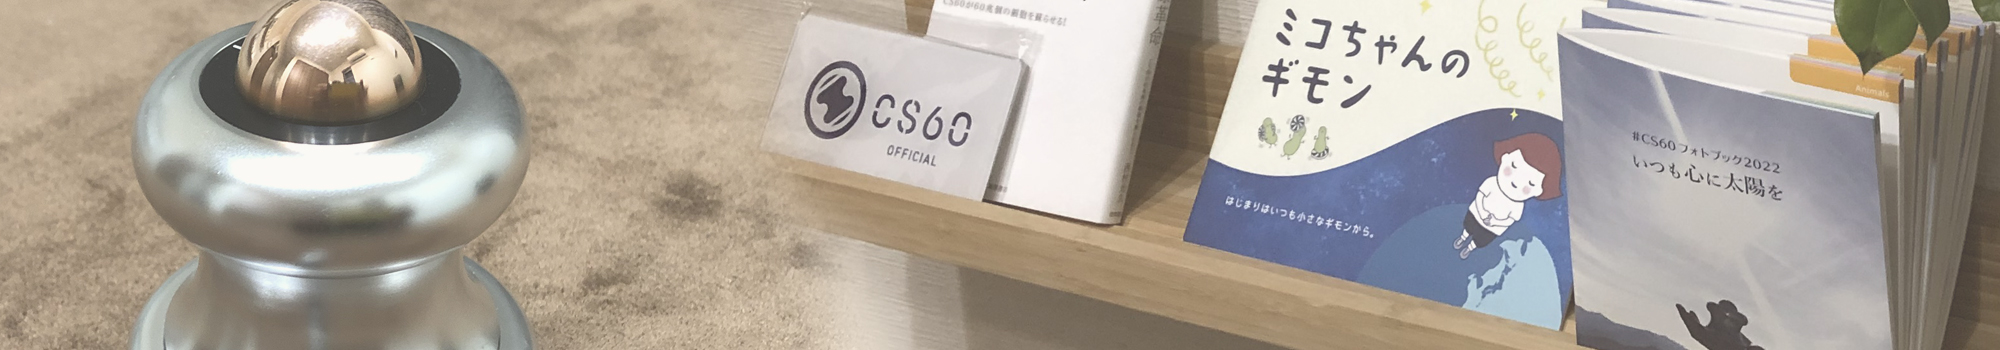 CS60が60兆個の細胞を蘇らせる!
CS60
OFFICIAL
ミコちゃんの
ギモン
はじまりはいつも小さなギモンから。
Animals
#CS60フォトブック2022
いつも心に太陽を